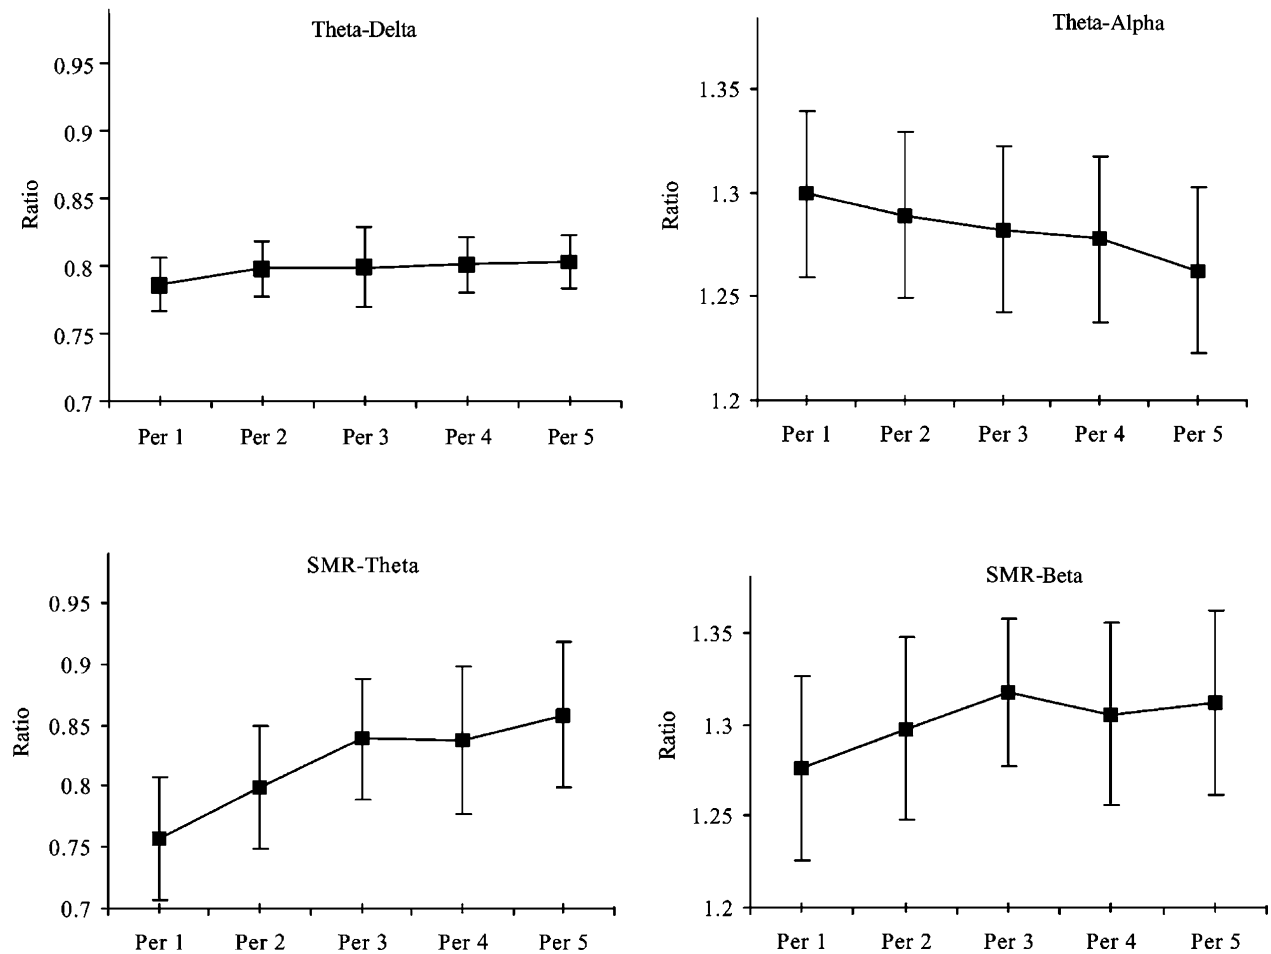 Theta-Delta
0.95
0.9
0.85
0.8
0.75
0.7
Ratio
Per 1 Per 2 Per 3 Per 4 Per 5
Theta-Alpha
1.35
1.3
1.25
1.2
Ratio
Per 1 Per 2 Per 3 Per 4 Per 5
SMR-Theta
0.95
0.9
0.85
0.8
0.75
0.7
Ratio
Per 1 Per 2 Per 3 Per 4 Per 5
SMR-Beta
1.35
1.3
1.25
1.2
Ratio
Per 1 Per 2 Per 3 Per 4 Per 5